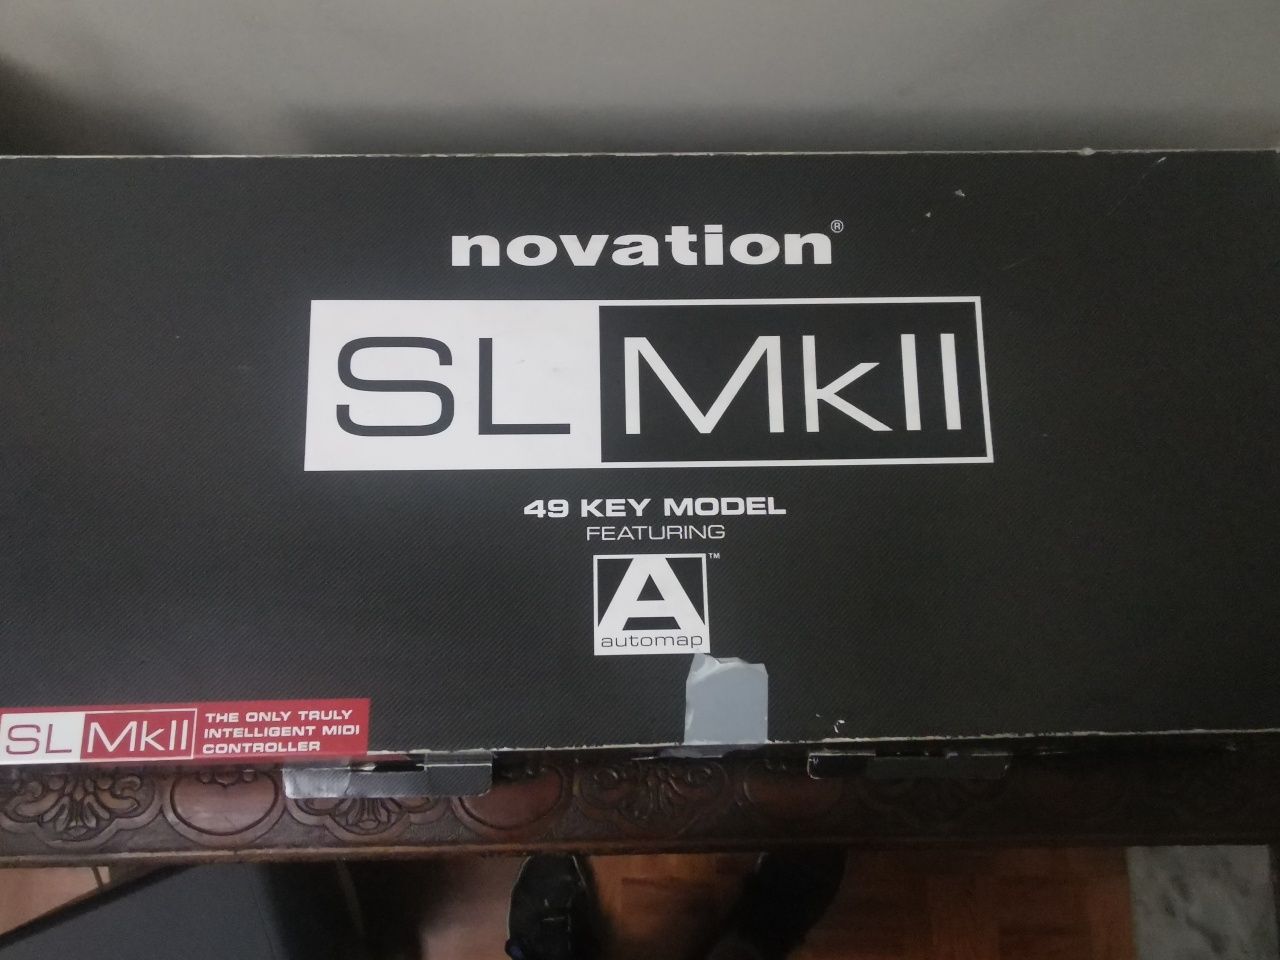 novation®
SL MkII
49 KEY MODEL
FEATURING
A™
automap
SL MkII
THE ONLY TRULY
INTELLIGENT MIDI
CONTROLLER